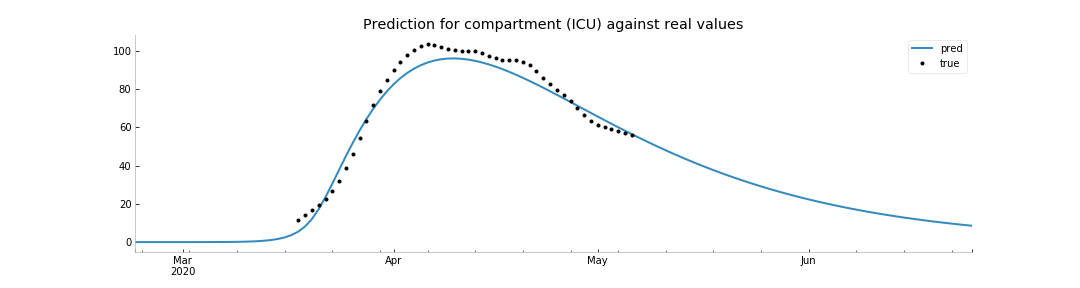 Prediction for compartment (ICU) against real values
100
80
60
40
20
0
pred
true
Mar
2020
Apr
May
Jun